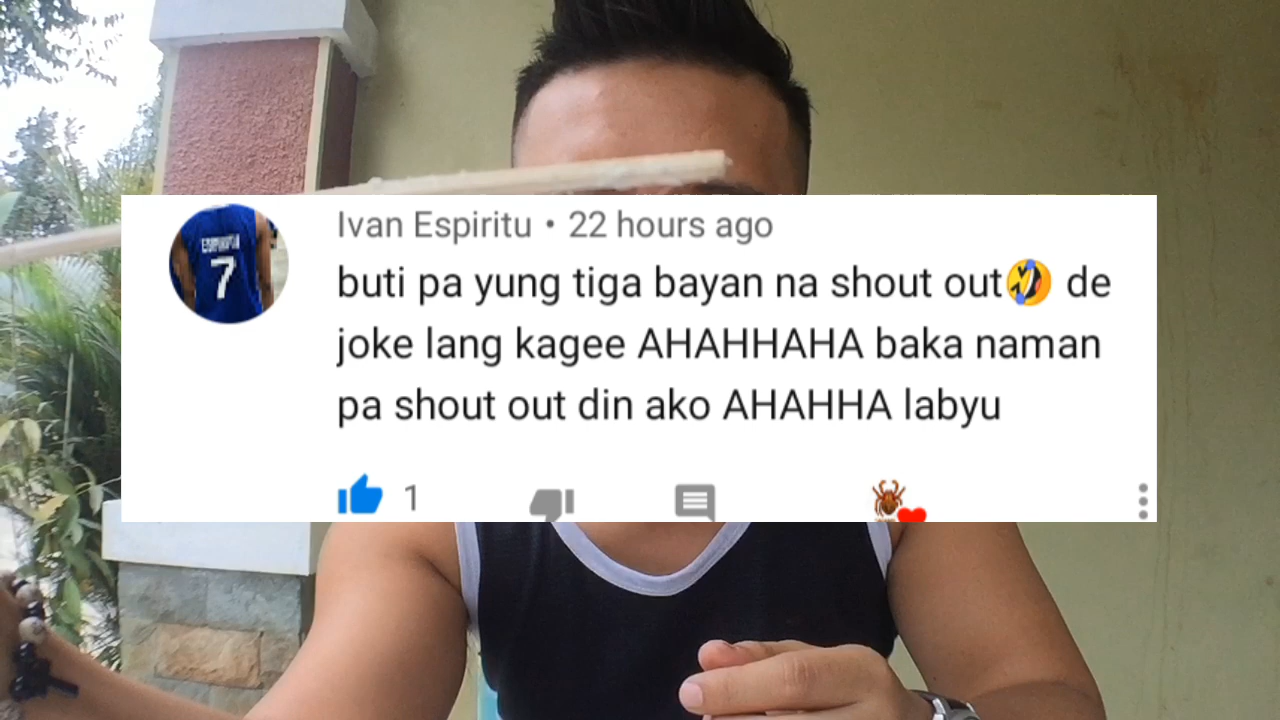 Ivan Espiritu • 22 hours ago
buti pa yung tiga bayan na shout out🤣 de
joke lang kagee AHAHHAHA baka naman
pa shout out din ako AHAHHA labyu
1
7